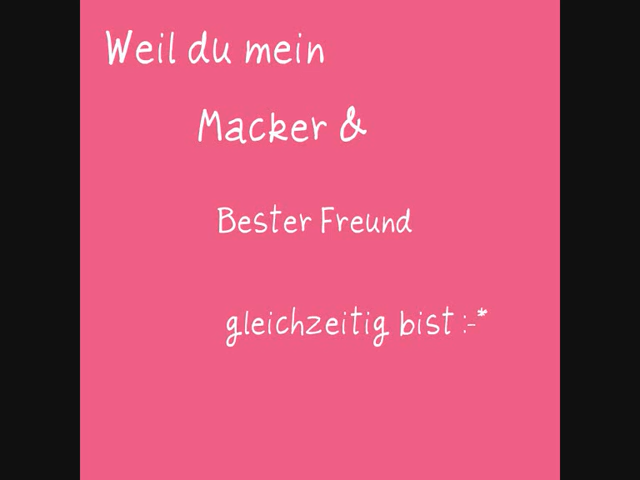 Weil du mein
Macker &
Bester Freund
gleichzeitig bist :-*